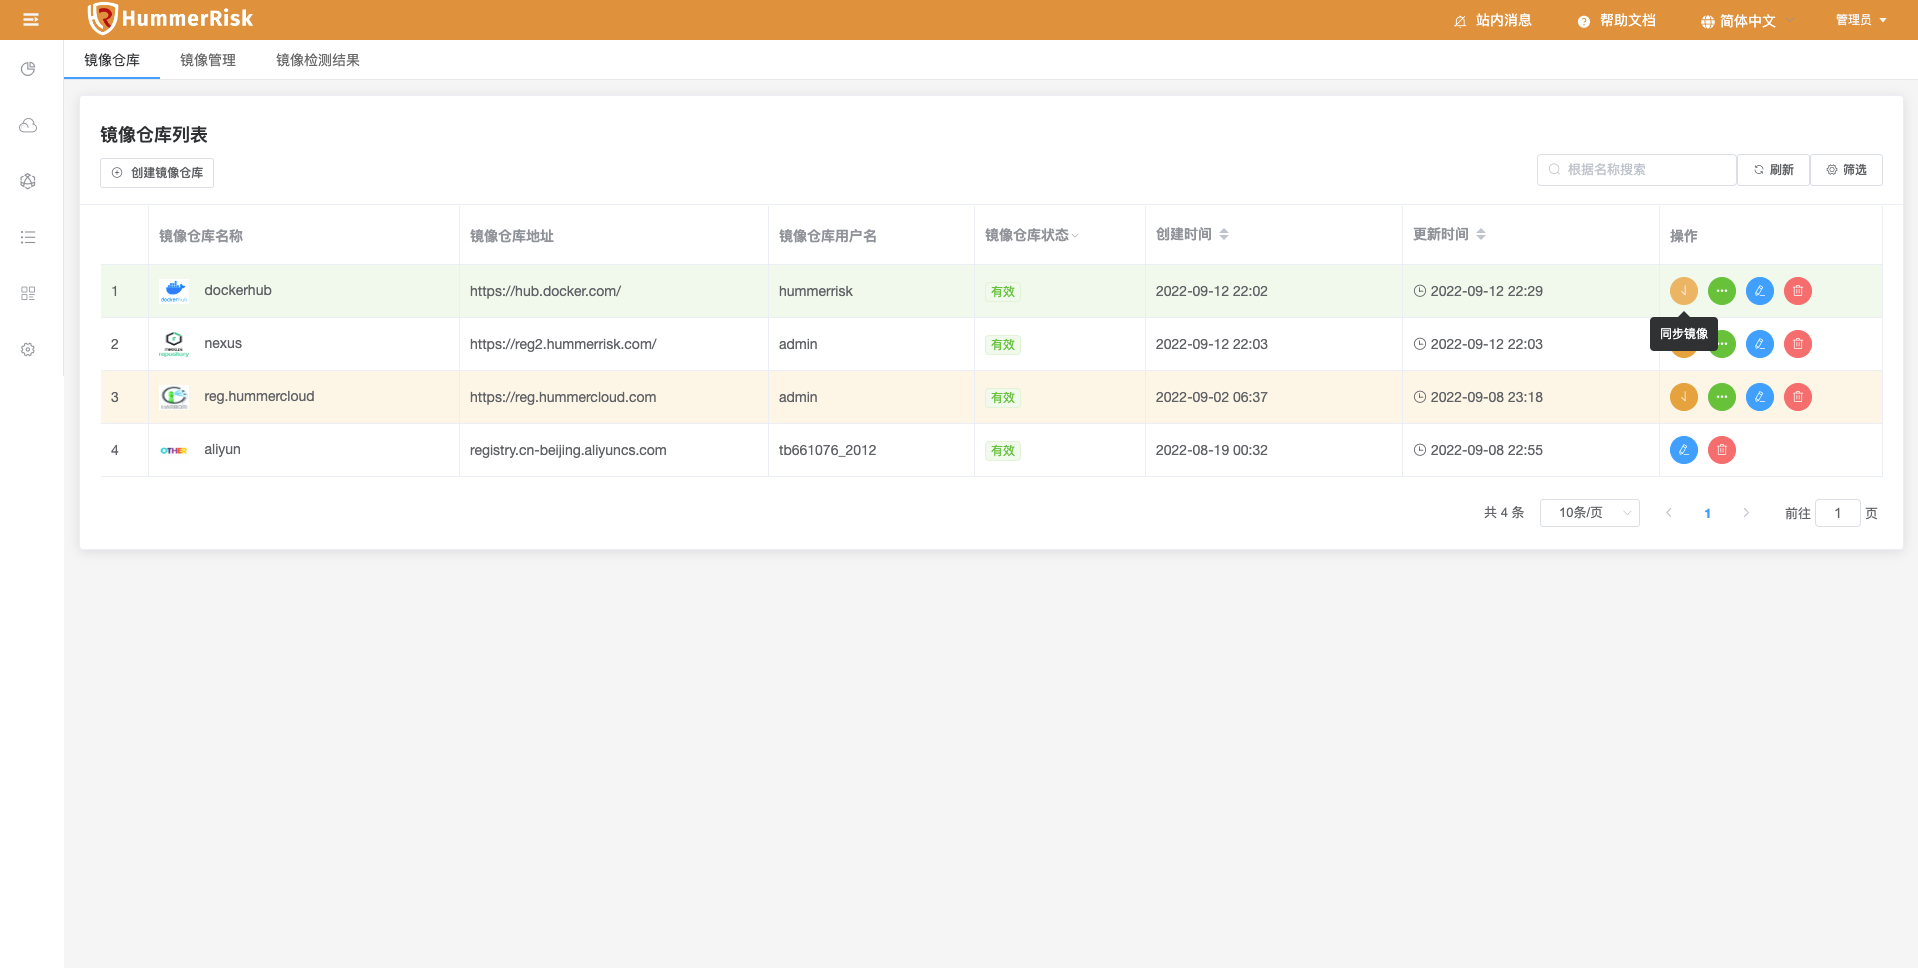 HummerRisk
站内消息
帮助文档
简体中文
管理员
镜像仓库 镜像管理 镜像检测结果
镜像仓库列表
创建镜像仓库
根据名称搜索
刷新
筛选
镜像仓库名称 镜像仓库地址 镜像仓库用户名 镜像仓库状态 创建时间 更新时间 操作
1 dockerhub https://hub.docker.com/ hummerrisk 有效 2022-09-12 22:02 2022-09-12 22:29
同步镜像
2 nexus https://reg2.hummerrisk.com/ admin 有效 2022-09-12 22:03 2022-09-12 22:03
3 reg.hummercloud https://reg.hummercloud.com admin 有效 2022-09-02 06:37 2022-09-08 23:18
4 OTHER aliyun registry.cn-beijing.aliyuncs.com tb661076_2012 有效 2022-08-19 00:32 2022-09-08 22:55
共 4 条 10条/页 1 前往 1 页